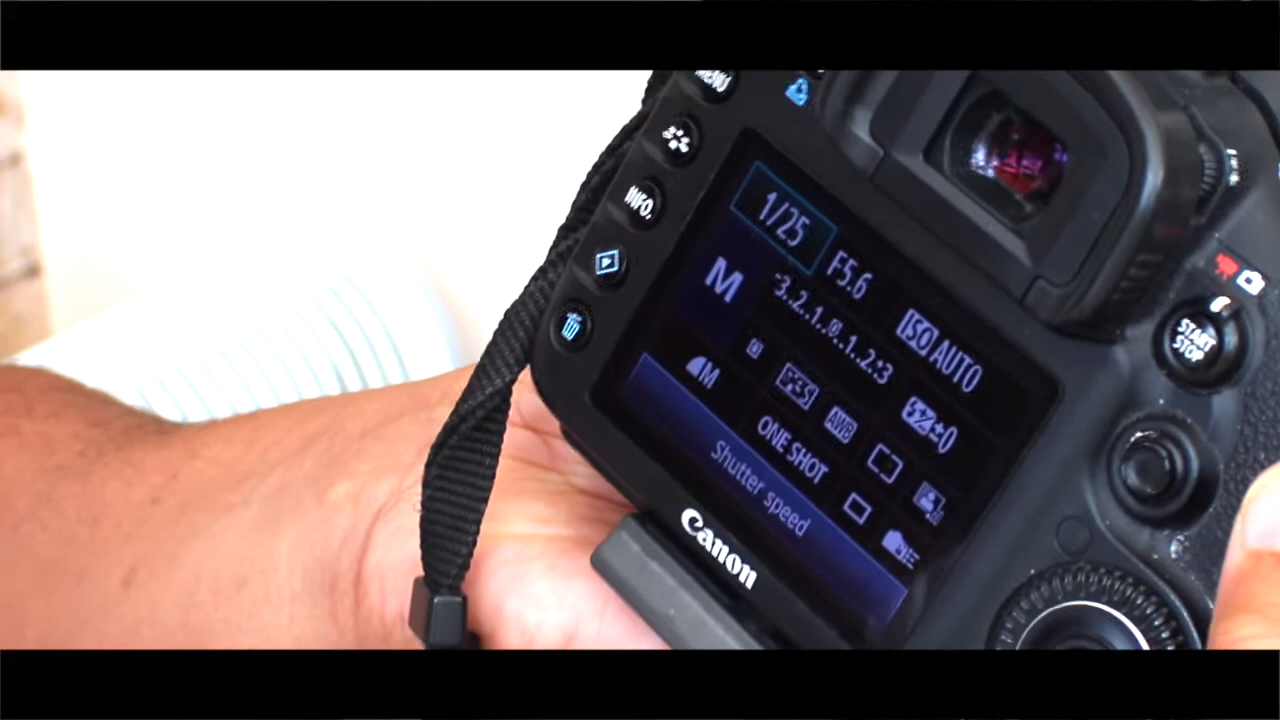 MENU
INFO.
1/25
F5.6
ISO AUTO
M
-3..2..1..0..1..2.:3
±0
M
AWB
ONE SHOT
Shutter speed
Canon
START
STOP